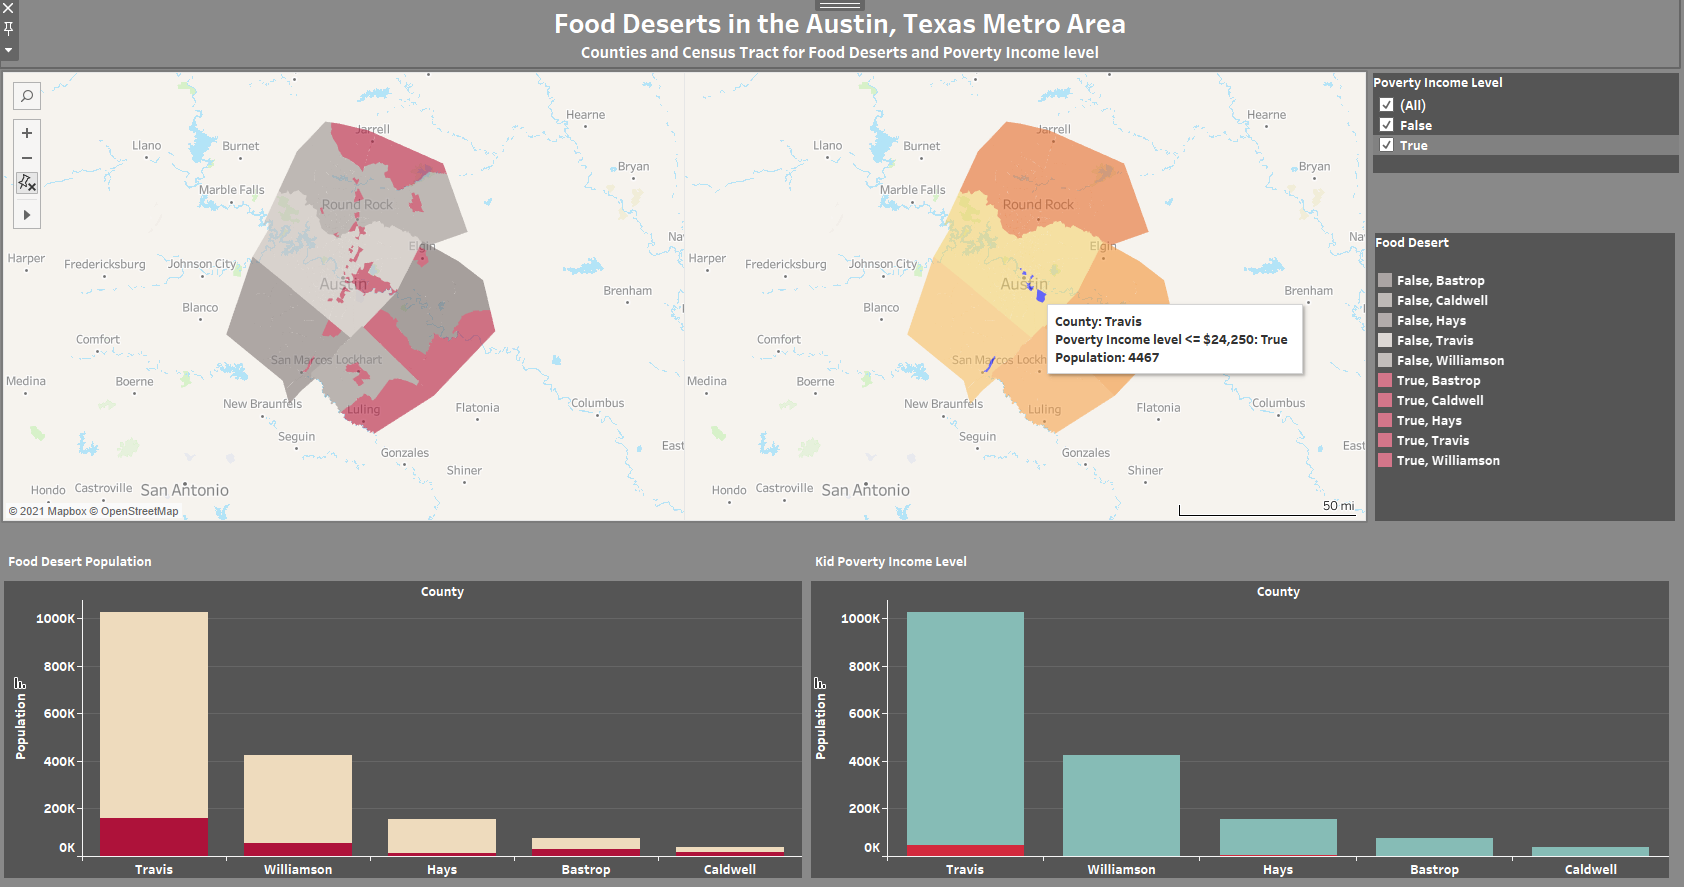 Food Deserts in the Austin, Texas Metro Area
Counties and Census Tract for Food Deserts and Poverty Income level
Jarrell
Hearne
Llano
Burnet
Bryan
Marble Falls
Round Rock
Na
Elgin
Harper
Fredericksburg
Johnson City
Austin
Brenham
Blanco
Comfort
San Marcos
Lockhart
Medina
Boerne
New Braunfels
Luling
Flatonia
Columbus
Seguin
Gonzales
East
Shiner
Hondo
Castroville
San Antonio
© 2021 Mapbox © OpenStreetMap
Jarrell
Hearne
Llano
Burnet
Bryan
Marble Falls
Round Rock
Na
Elgin
Harper
Fredericksburg
Johnson City
Austin
Brenham
Blanco
County: Travis
Poverty Income level <= $24,250: True
Population: 4467
Comfort
San Marcos
Lockh
Medina
Boerne
New Braunfels
Luling
Flatonia
Columbus
Seguin
Gonzales
East
Shiner
Hondo
Castroville
San Antonio
50 mi
Poverty Income Level
(All)
False
True
Food Desert
False, Bastrop
False, Caldwell
False, Hays
False, Travis
False, Williamson
True, Bastrop
True, Caldwell
True, Hays
True, Travis
True, Williamson
Food Desert Population
County
Population
1000K
800K
600K
400K
200K
0K
Travis
Williamson
Hays
Bastrop
Caldwell
Kid Poverty Income Level
County
Population
1000K
800K
600K
400K
200K
0K
Travis
Williamson
Hays
Bastrop
Caldwell